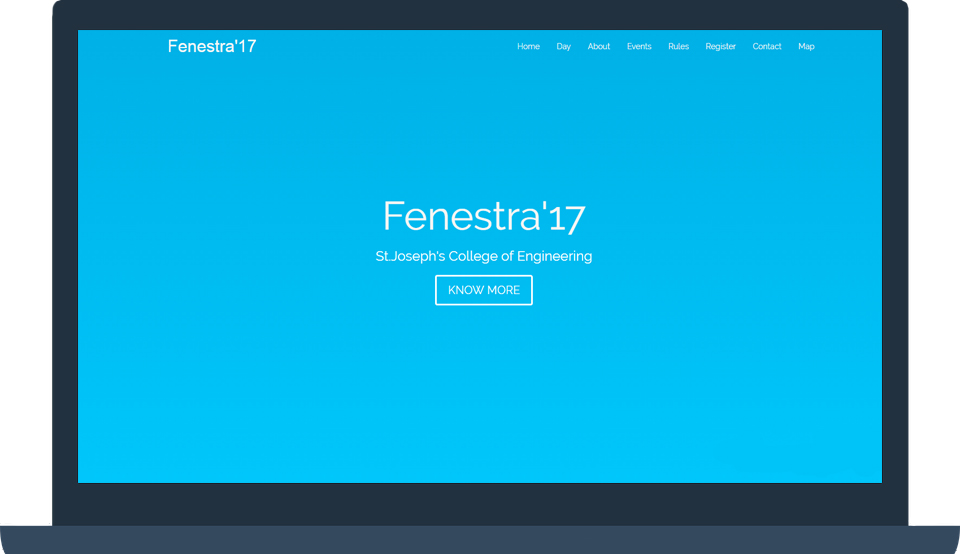 Fenestra'17 Home Day About Events Rules Register Contact Map
Fenestra'17
St.Joseph's College of Engineering
KNOW MORE